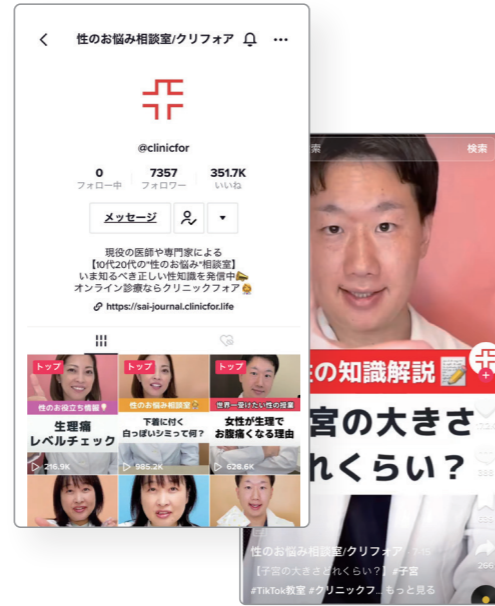 性のお悩み相談室/クリフォア
@clinicfor
0
フォロー中
7357
フォロワー
351.7K
いいね
メッセージ
現役の医師や専門家による
【10代20代の"性のお悩み"相談室】
いま知るべき正しい性知識を発信中
オンライン診療ならクリニックフォア
https://sai-journal.clinicfor.life
トップ
性のお役立ち情報
生理痛
レベルチェック
216.9K
トップ
性のお悩み相談室
下着に付く
白っぽいシミって何?
985.2K
トップ
世界一受けたい性の授業
女性が生理で
お腹痛くなる理由
628.6K
索
検索
の知識解説
宮の大きさ
れくらい?
266
性のお悩み相談室/クリフォア · 7-15
【子宮の大きさどれくらい?】#子宮
#TikTok教室 #クリニックフ... もっと見る